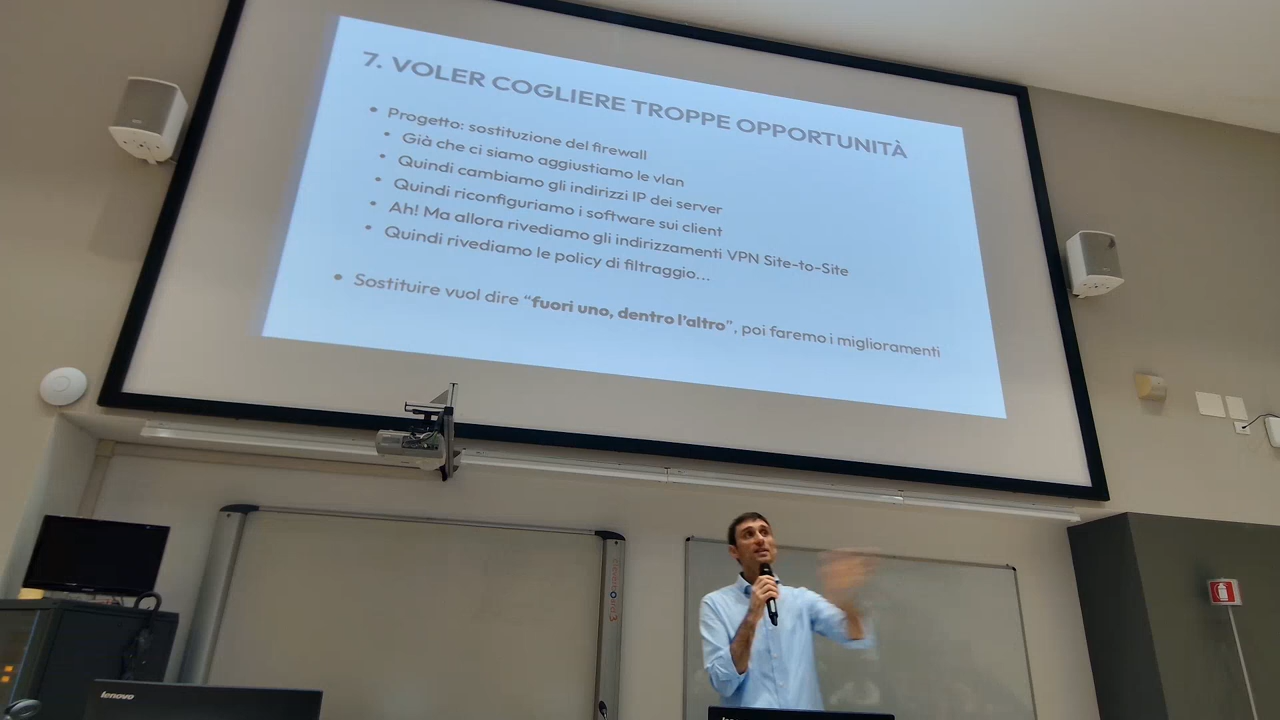 7. VOLER COGLIERE TROPPE OPPORTUNITÀ
• Progetto: sostituzione del firewall
• Già che ci siamo aggiustiamo le vlan
• Quindi cambiamo gli indirizzi IP dei server
• Quindi riconfiguriamo i software sui client
• Ah! Ma allora rivediamo gli indirizzamenti VPN Site-to-Site
• Quindi rivediamo le policy di filtraggio...
• Sostituire vuol dire “fuori uno, dentro l’altro”, poi faremo i miglioramenti
lenovo